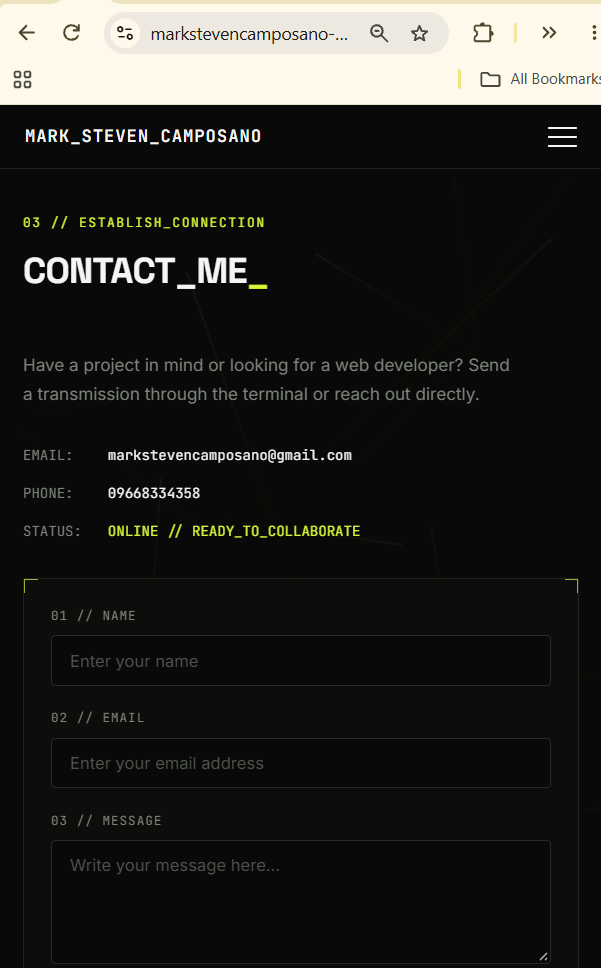 markstevencamposano-...
All Bookmarks
MARK_STEVEN_CAMPOSANO
03 // ESTABLISH_CONNECTION
CONTACT_ME_
Have a project in mind or looking for a web developer? Send
a transmission through the terminal or reach out directly.
EMAIL: markstevencamposano@gmail.com
PHONE: 09668334358
STATUS: ONLINE // READY_TO_COLLABORATE
01 // NAME
Enter your name
02 // EMAIL
Enter your email address
03 // MESSAGE
Write your message here...